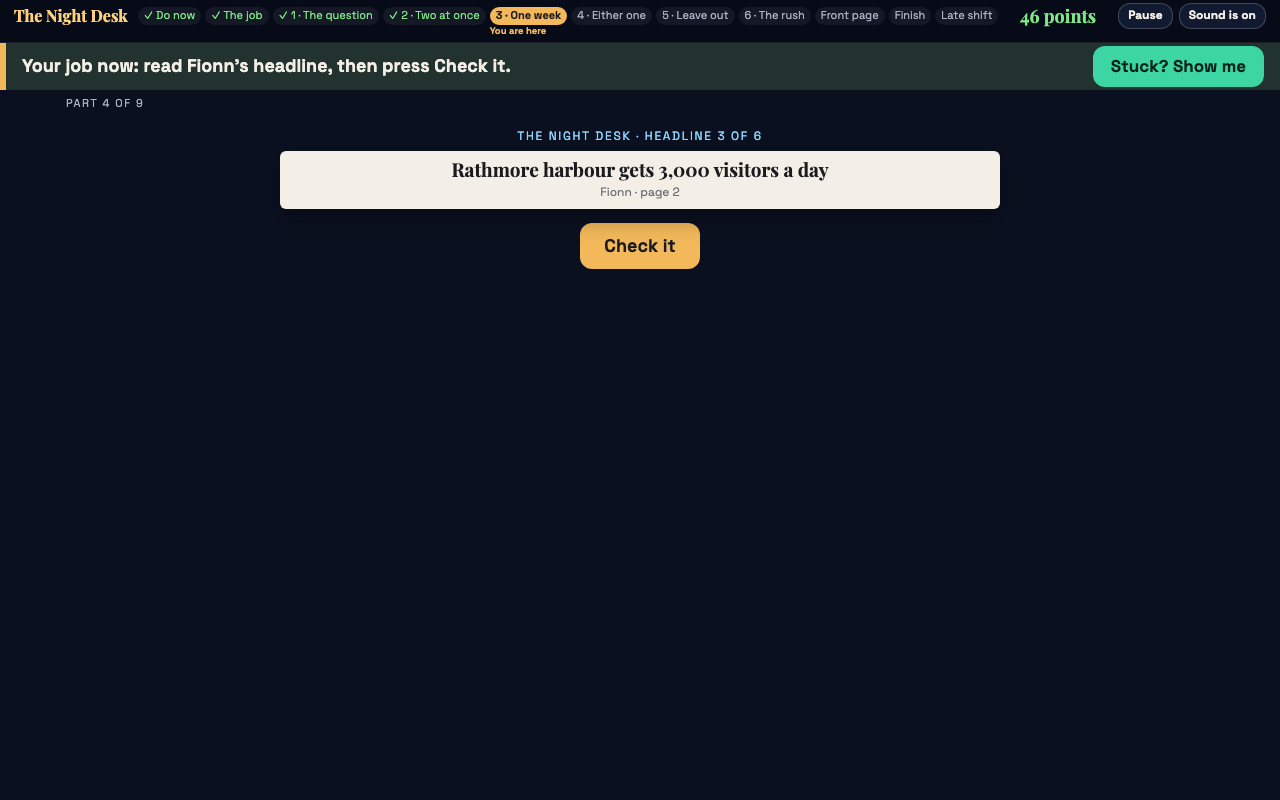 The Night Desk
✓ Do now
✓ The job
✓ 1 · The question
✓ 2 · Two at once
3 · One week
You are here
4 · Either one
5 · Leave out
6 · The rush
Front page
Finish
Late shift
46 points
Pause
Sound is on
Your job now: read Fionn's headline, then press Check it.
Stuck? Show me
PART 4 OF 9
THE NIGHT DESK · HEADLINE 3 OF 6
Rathmore harbour gets 3,000 visitors a day
Fionn · page 2
Check it